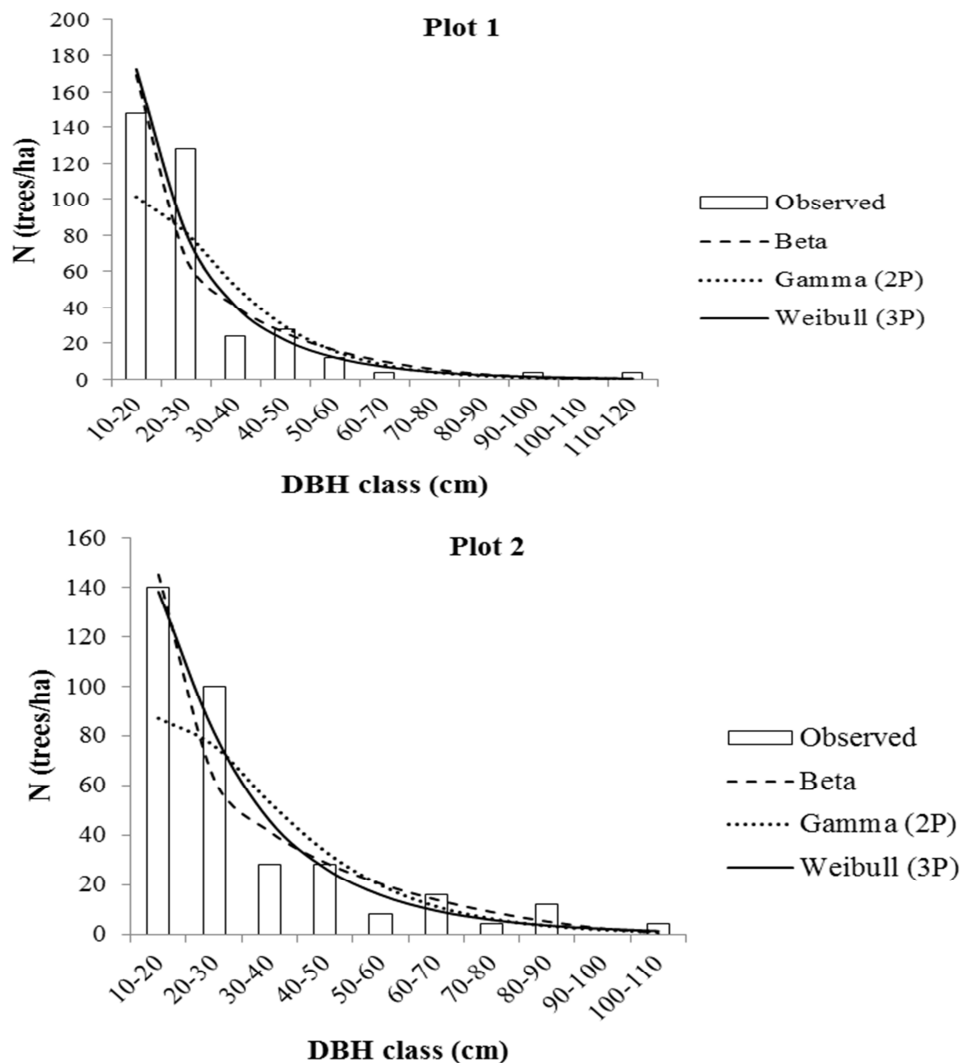 Plot 1
N (trees/ha)
200
180
160
140
120
100
80
60
40
20
0
10-20
20-30
30-40
40-50
50-60
60-70
70-80
80-90
90-100
100-110
110-120
DBH class (cm)
Observed
Beta
Gamma (2P)
Weibull (3P)
Plot 2
N (trees/ha)
160
140
120
100
80
60
40
20
0
10-20
20-30
30-40
40-50
50-60
60-70
70-80
80-90
90-100
100-110
DBH class (cm)
Observed
Beta
Gamma (2P)
Weibull (3P)